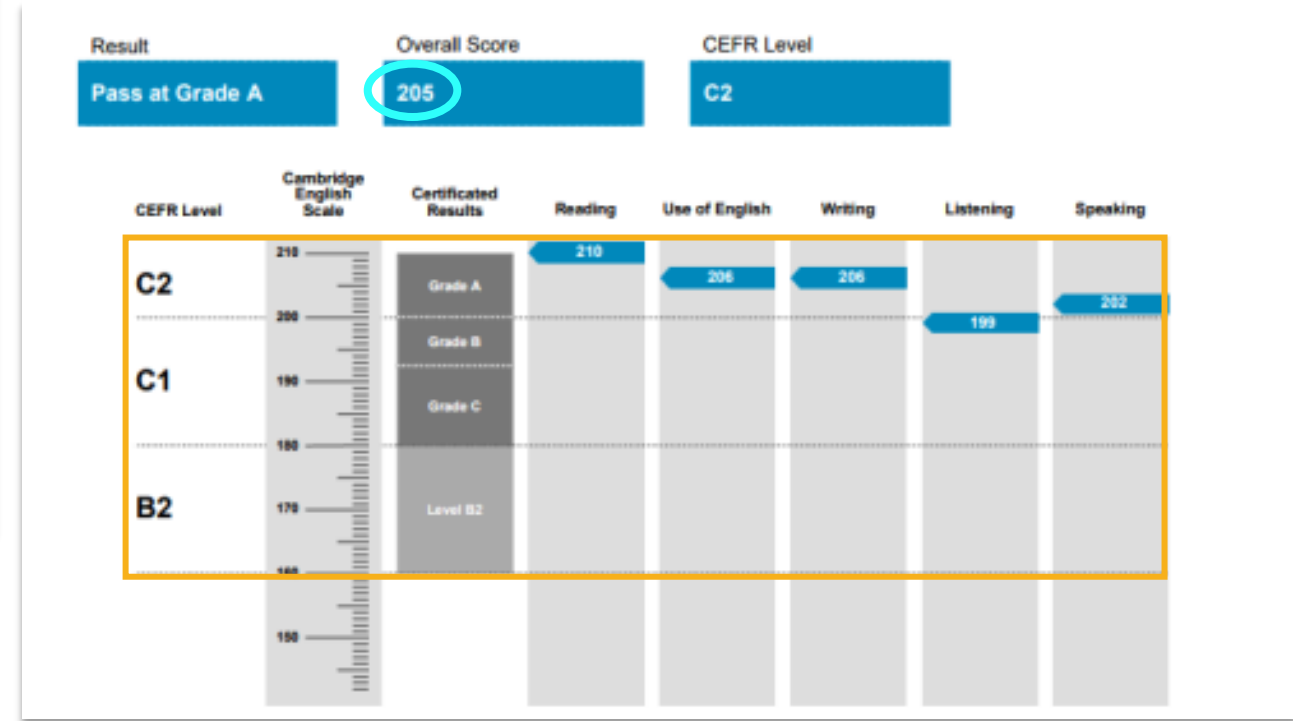 Result
Overall Score
CEFR Level
Pass at Grade A
205
C2
CEFR Level
Cambridge
English
Scale
Certificated
Results
Reading
Use of English
Writing
Listening
Speaking
C2
C1
B2
210
200
190
180
170
160
150
Grade A
Grade B
Grade C
Level B2
210
206
206
199
202